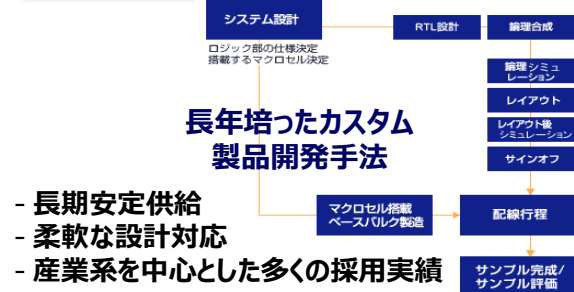 システム設計
RTL設計
論理合成
ロジック部の仕様決定
搭載するマクロセル決定
論理シミュ
レーション
レイアウト
レイアウト後
シミュレーション
サインオフ
長年培ったカスタム
製品開発手法
- 長期安定供給
- 柔軟な設計対応
- 産業系を中心とした多くの採用実績
マクロセル搭載
ベースバルク製造
配線行程
サンプル完成/
サンプル評価